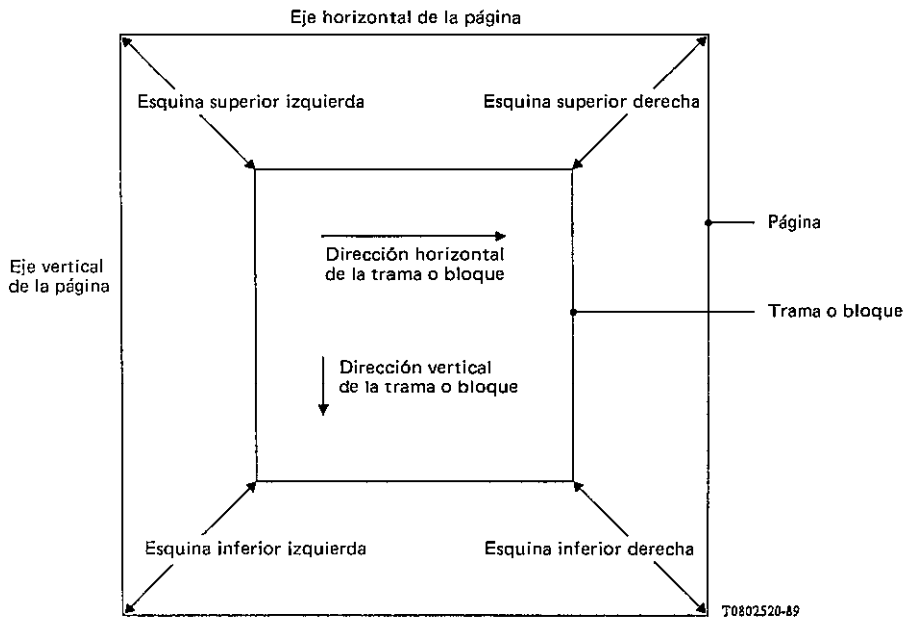 Eje horizontal de la página
Esquina superior izquierda
Esquina superior derecha
Página
Dirección horizontal
de la trama o bloque
Eje vertical
de la página
Trama o bloque
Dirección vertical
de la trama o bloque
Esquina inferior izquierda
Esquina inferior derecha
T0802520-89